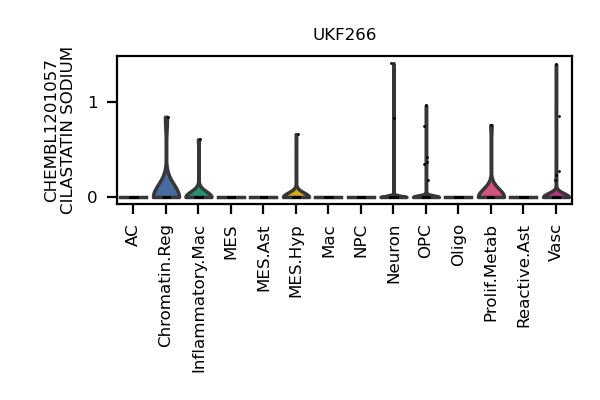 UKF266
CHEMBL1201057
CILASTATIN SODIUM
1
0
AC
Chromatin.Reg
Inflammatory.Mac
MES
MES.Ast
MES.Hyp
Mac
NPC
Neuron
OPC
Oligo
Prolif.Metab
Reactive.Ast
Vasc